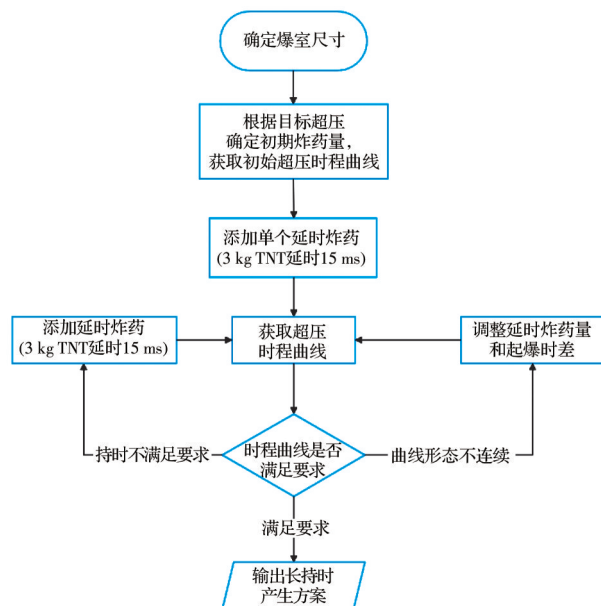 确定爆室尺寸
根据目标超压
确定初期炸药量,
获取初始超压时程曲线
添加单个延时炸药
(3 kg TNT延时15 ms)
添加延时炸药
(3 kg TNT延时15 ms)
获取超压
时程曲线
调整延时炸药量
和起爆时差
持时不满足要求
时程曲线是否
满足要求
曲线形态不连续
满足要求
输出长持时
产生方案